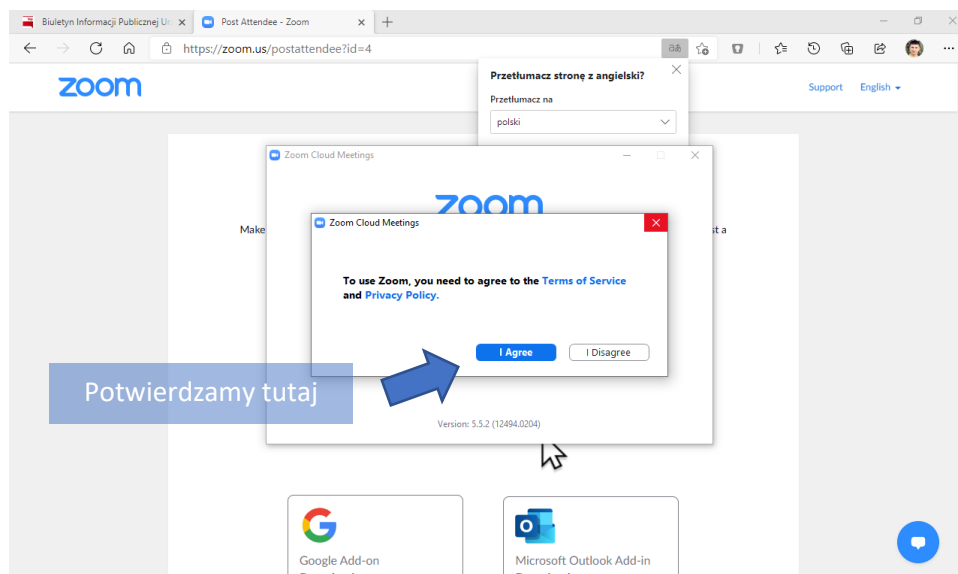 Biuletyn Informacji Publicznej Ur
Post Attendee - Zoom
https://zoom.us/postattendee?id=4
Przetłumacz stronę z angielski?
Przetłumacz na
polski
zoom
Support English
Zoom Cloud Meetings
zoom
Make
st a
Zoom Cloud Meetings
To use Zoom, you need to agree to the Terms of Service
and Privacy Policy.
I Agree I Disagree
Potwierdzamy tutaj
Version: 5.5.2 (12494.0204)
Google Add-on
Microsoft Outlook Add-in